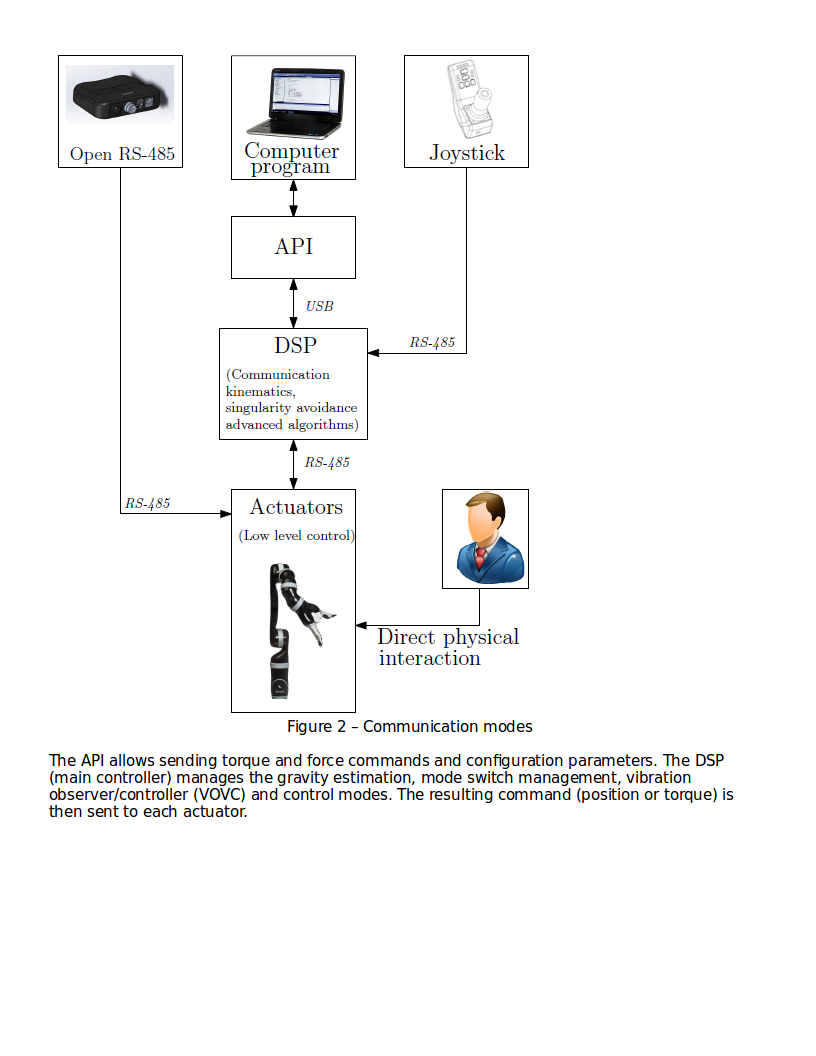 Open RS-485
Computer
program
Joystick
API
USB
DSP
RS-485
(Communication
kinematics,
singularity avoidance
advanced algorithms)
RS-485
RS-485
Actuators
(Low level control)
Direct physical
interaction
Figure 2 – Communication modes
The API allows sending torque and force commands and configuration parameters. The DSP
(main controller) manages the gravity estimation, mode switch management, vibration
observer/controller (VOVC) and control modes. The resulting command (position or torque) is
then sent to each actuator.